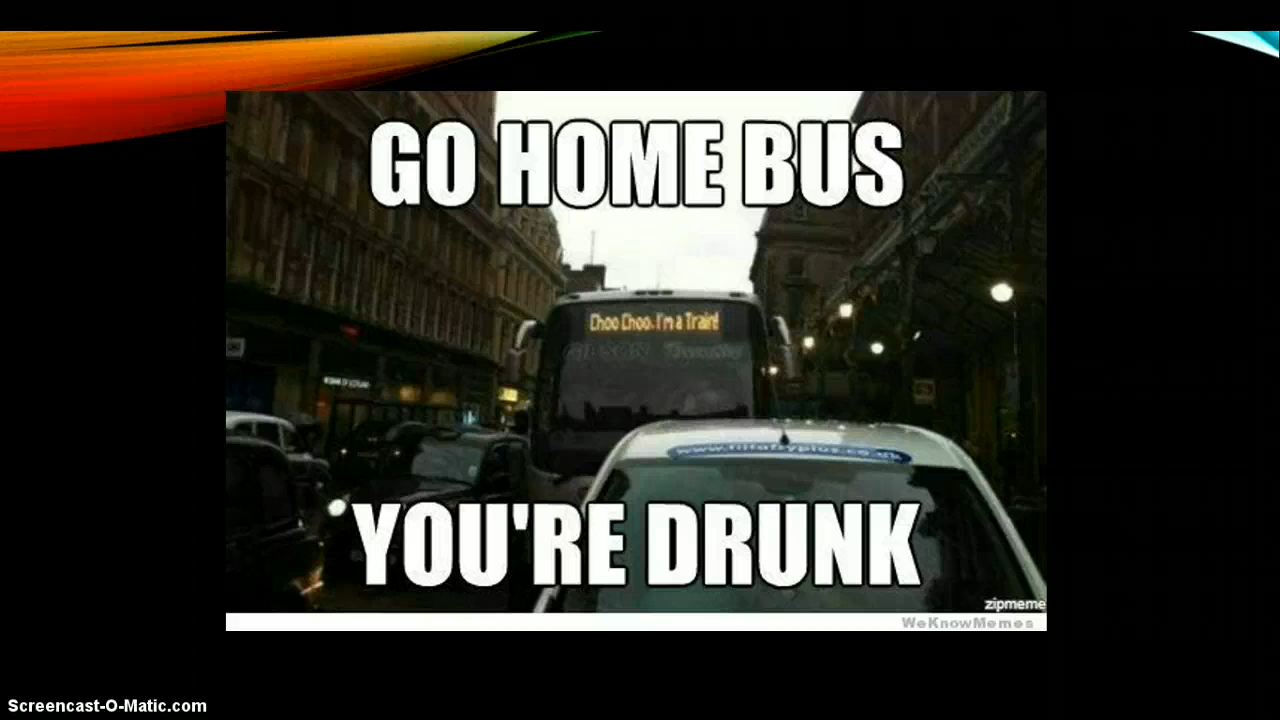 GO HOME BUS
Choo Choo, I'm a Train!
YOU'RE DRUNK
zipmeme
WeKnowMemes
Screencast-O-Matic.com